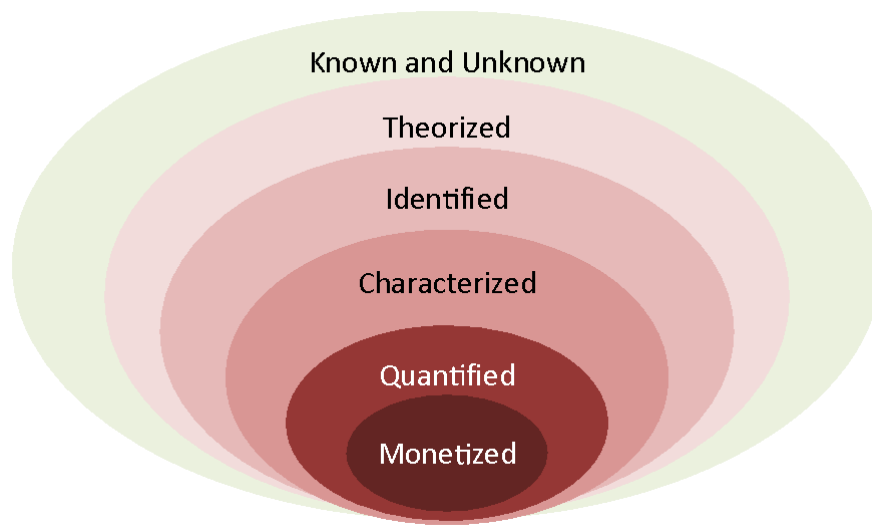 Known and Unknown
Theorized
Identified
Characterized
Quantified
Monetized